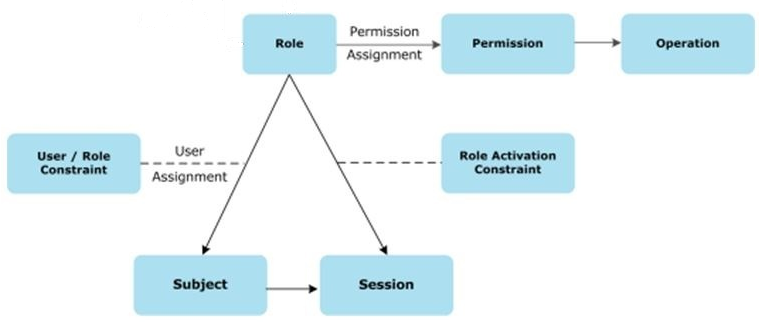 Role
Permission
Assignment
Permission
Operation
User / Role
Constraint
User
Assignment
Role Activation
Constraint
Subject
Session